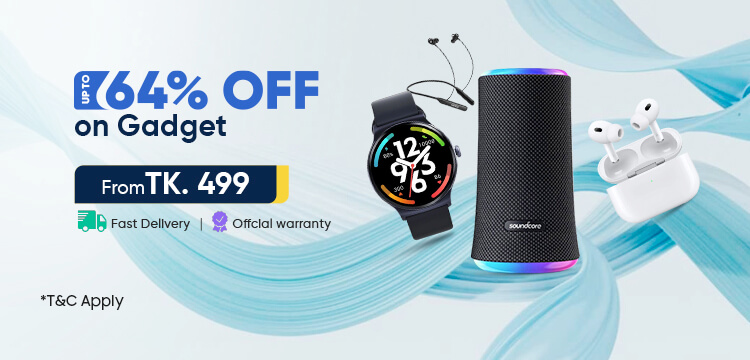 UP TO
64% OFF
on Gadget
From TK. 499
Fast Delivery | Offcial warranty
*T&C Apply
soundcore